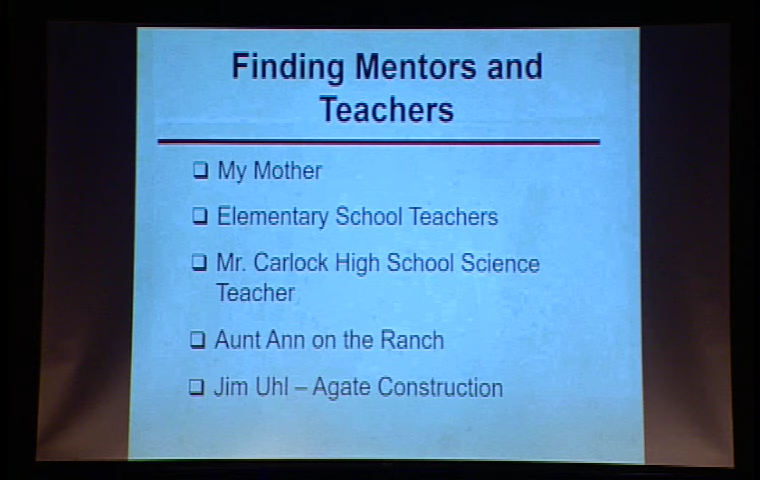 Finding Mentors and
Teachers
❑ My Mother
❑ Elementary School Teachers
❑ Mr. Carlock High School Science
Teacher
❑ Aunt Ann on the Ranch
❑ Jim Uhl – Agate Construction